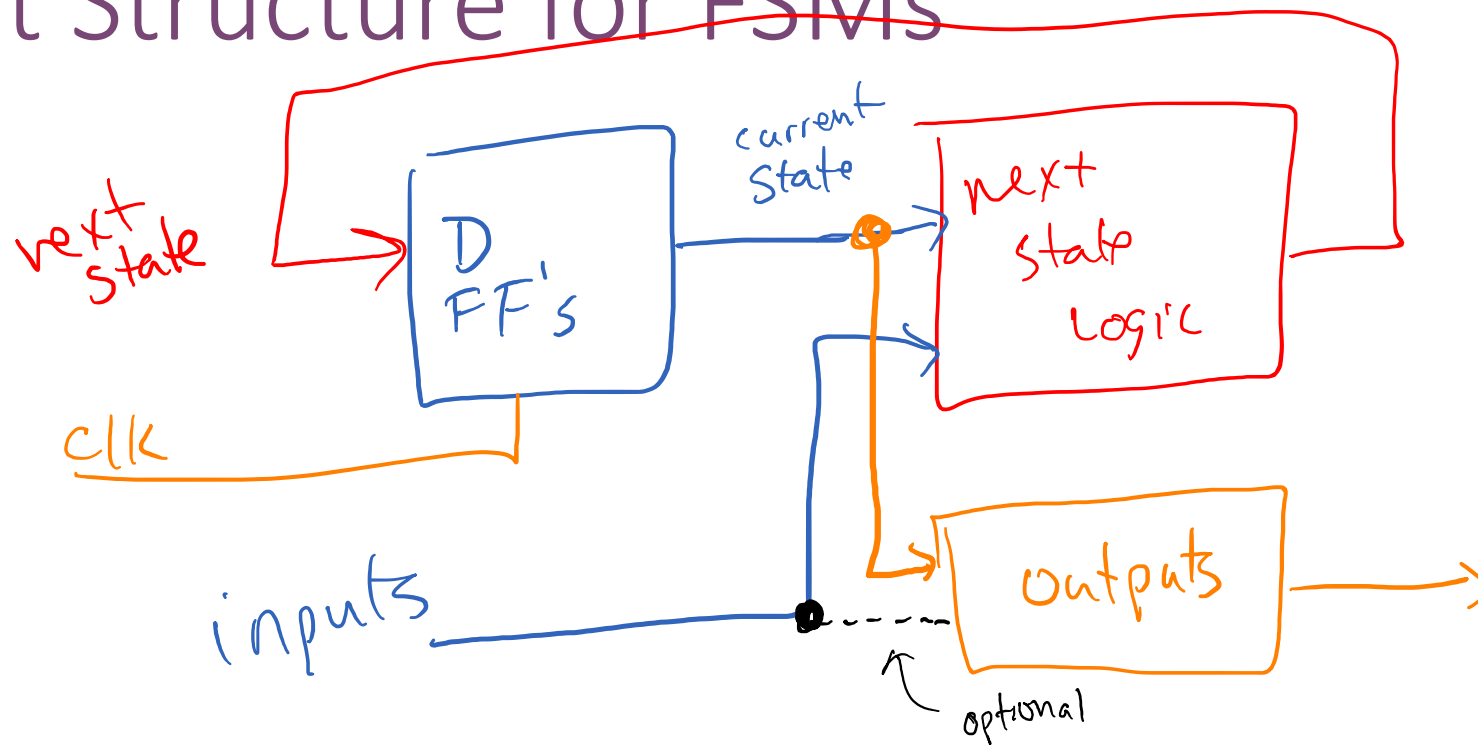 t Structure for FSMs
current
state
next
state
D
FF's
next
state
Logic
clk
inputs
outputs
optional